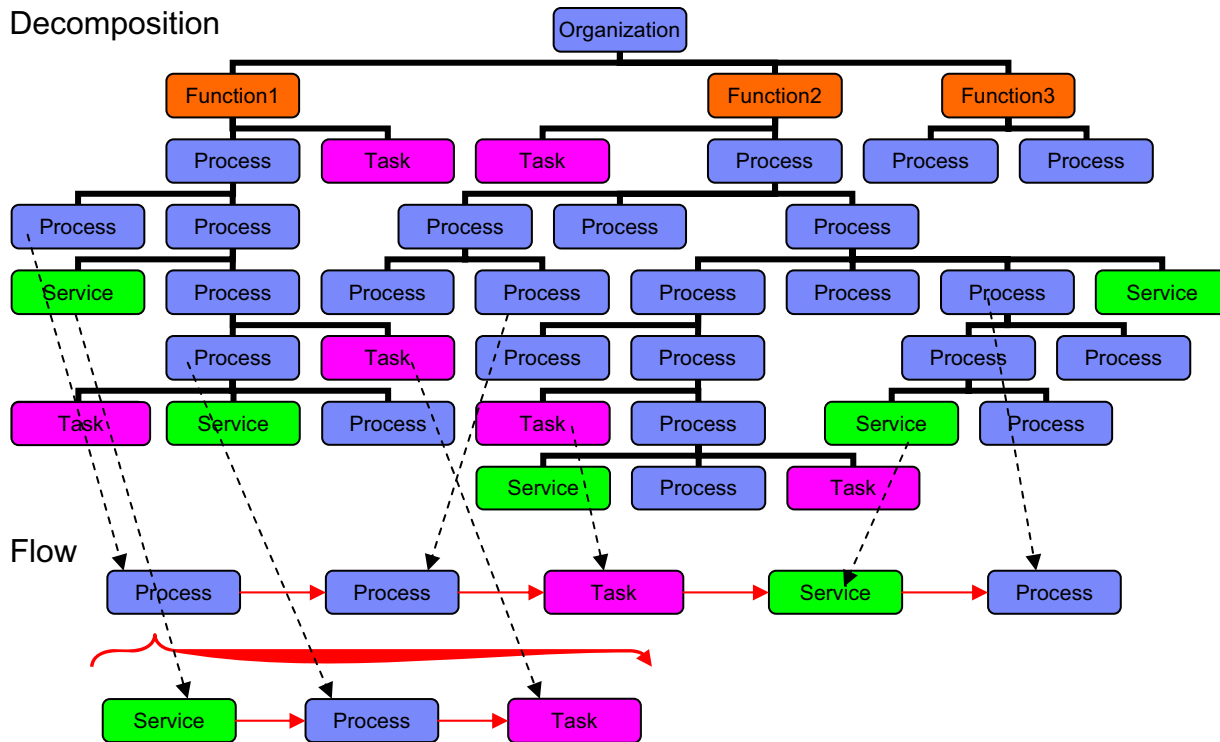 Decomposition
Organization
Function1 Function2 Function3
Process Task Task Process Process Process
Process Process Process Process Process
Service Process Process Process Process Process Process Service
Process Task Process Process Process Process
Task Service Process Task Process Service Process
Service Process Task
Flow
Process Process Task Service Process
Service Process Task